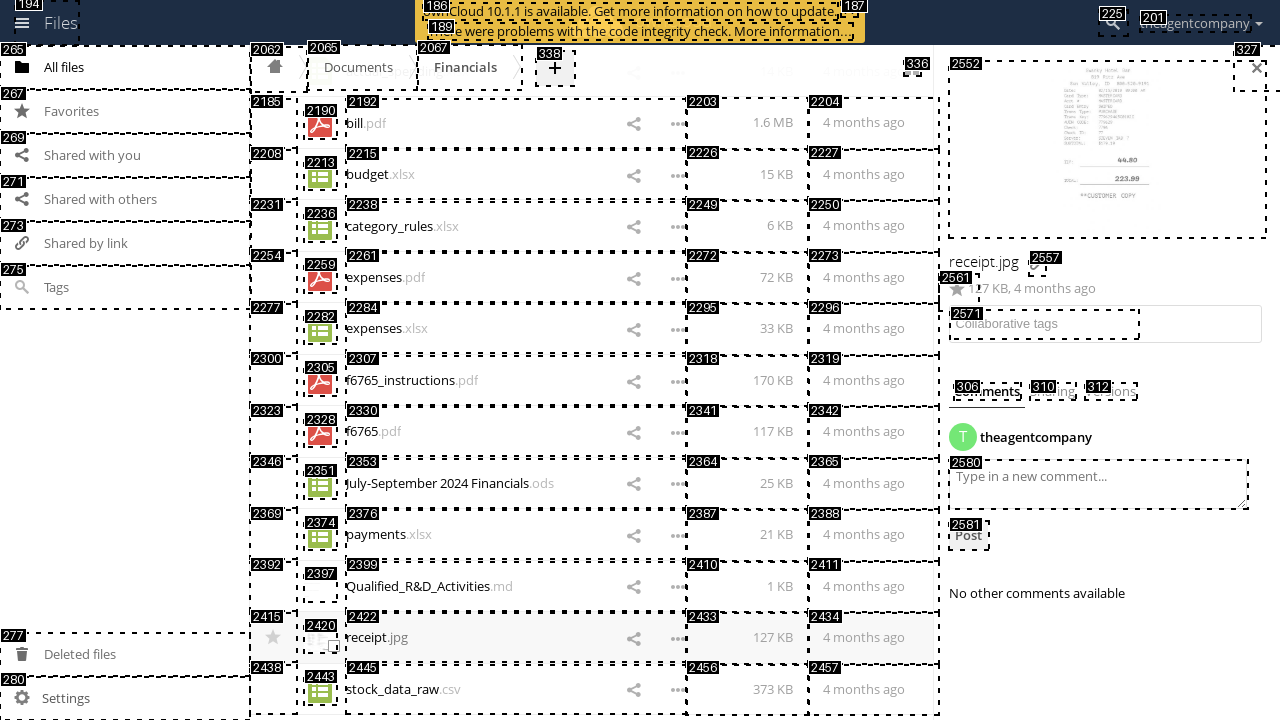 Files
ownCloud 10.1.1 is available. Get more information on how to update.
There were problems with the code integrity check. More information…
theagentcompany
194
186
187
189
225
201
All files
Favorites
Shared with you
Shared with others
Shared by link
Tags
Deleted files
Settings
265
267
269
271
273
275
277
280
2062
2065
2067
338
336
327
Documents
Financials
+
2185 2190 2192 bill.pdf 2203 1.6 MB 2204 4 months ago
2208 2213 2215 budget.xlsx 2226 15 KB 2227 4 months ago
2231 2236 2238 category_rules.xlsx 2249 6 KB 2250 4 months ago
2254 2259 2261 expenses.pdf 2272 72 KB 2273 4 months ago
2277 2282 2284 expenses.xlsx 2295 33 KB 2296 4 months ago
2300 2305 2307 f6765_instructions.pdf 2318 170 KB 2319 4 months ago
2323 2328 2330 f6765.pdf 2341 117 KB 2342 4 months ago
2346 2351 2353 July-September 2024 Financials.ods 2364 25 KB 2365 4 months ago
2369 2374 2376 payments.xlsx 2387 21 KB 2388 4 months ago
2392 2397 2399 Qualified_R&D_Activities.md 2410 1 KB 2411 4 months ago
2415 2420 2422 receipt.jpg 2433 127 KB 2434 4 months ago
2438 2443 2445 stock_data_raw.csv 2456 373 KB 2457 4 months ago
2552
44.80
223.99
**CUSTOMER COPY
receipt.jpg
2557
2561
127 KB, 4 months ago
2571
Collaborative tags
306 310 312
Comments Sharing Versions
T theagentcompany
2580
Type in a new comment...
2581
Post
No other comments available